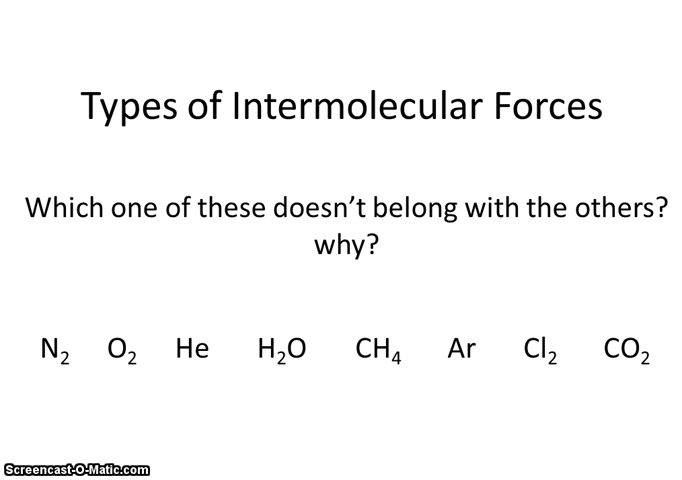 Types of Intermolecular Forces
Which one of these doesn’t belong with the others?
why?
N₂ O₂ He H₂O CH₄ Ar Cl₂ CO₂
Screencast-O-Matic.com